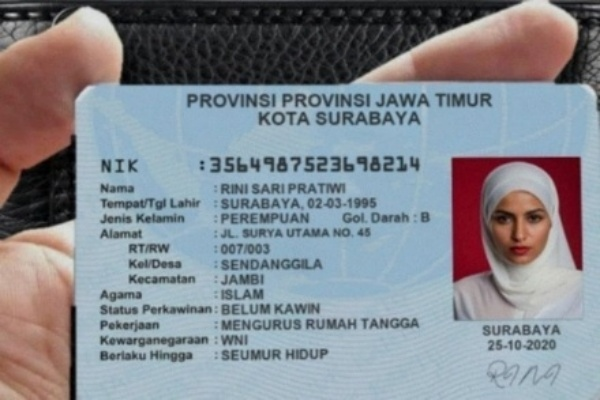 PROVINSI PROVINSI JAWA TIMUR
KOTA SURABAYA
NIK : 3564987523698214
Nama : RINI SARI PRATIWI
Tempat/Tgl Lahir : SURABAYA, 02-03-1995
Jenis Kelamin : PEREMPUAN Gol. Darah : B
Alamat : JL. SURYA UTAMA NO. 45
RT/RW : 007/003
Kel/Desa : SENDANGGILA
Kecamatan : JAMBI
Agama : ISLAM
Status Perkawinan : BELUM KAWIN
Pekerjaan : MENGURUS RUMAH TANGGA
Kewarganegaraan : WNI
Berlaku Hingga : SEUMUR HIDUP
SURABAYA
25-10-2020